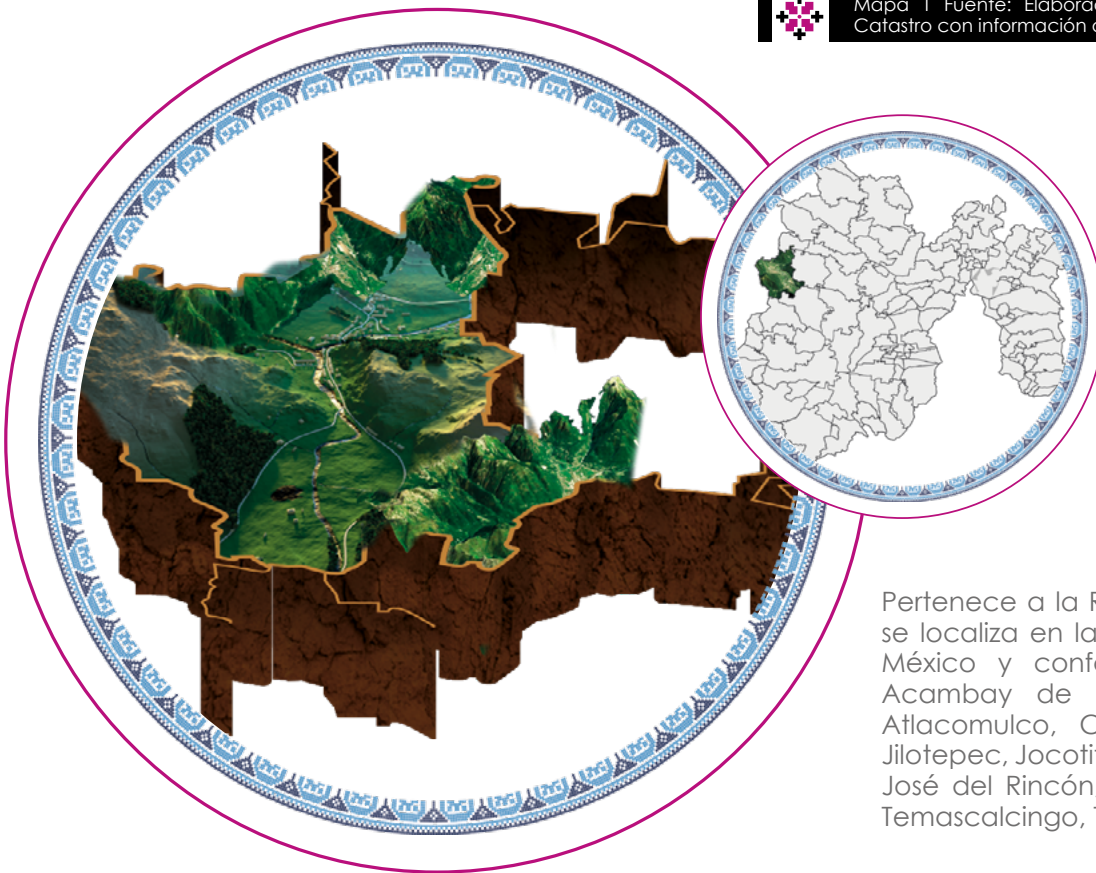 Mapa 1 Fuente: Elaborad
Catastro con información
Pertenece a la
se localiza en la
México y conf
Acambay de
Atlacomulco,
Jilotepec, Jocoti
José del Rincón,
Temascalcingo,